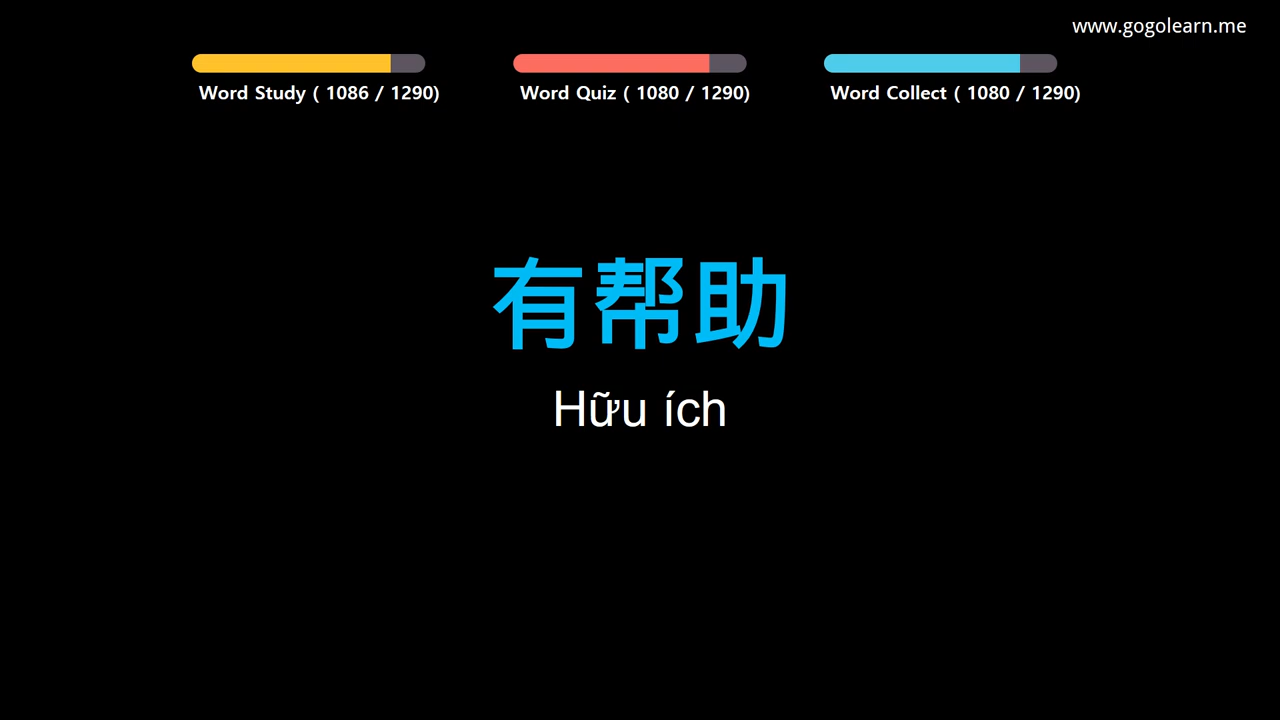 www.gogolearn.me
Word Study ( 1086 / 1290)
Word Quiz ( 1080 / 1290)
Word Collect ( 1080 / 1290)
有帮助
Hữu ích